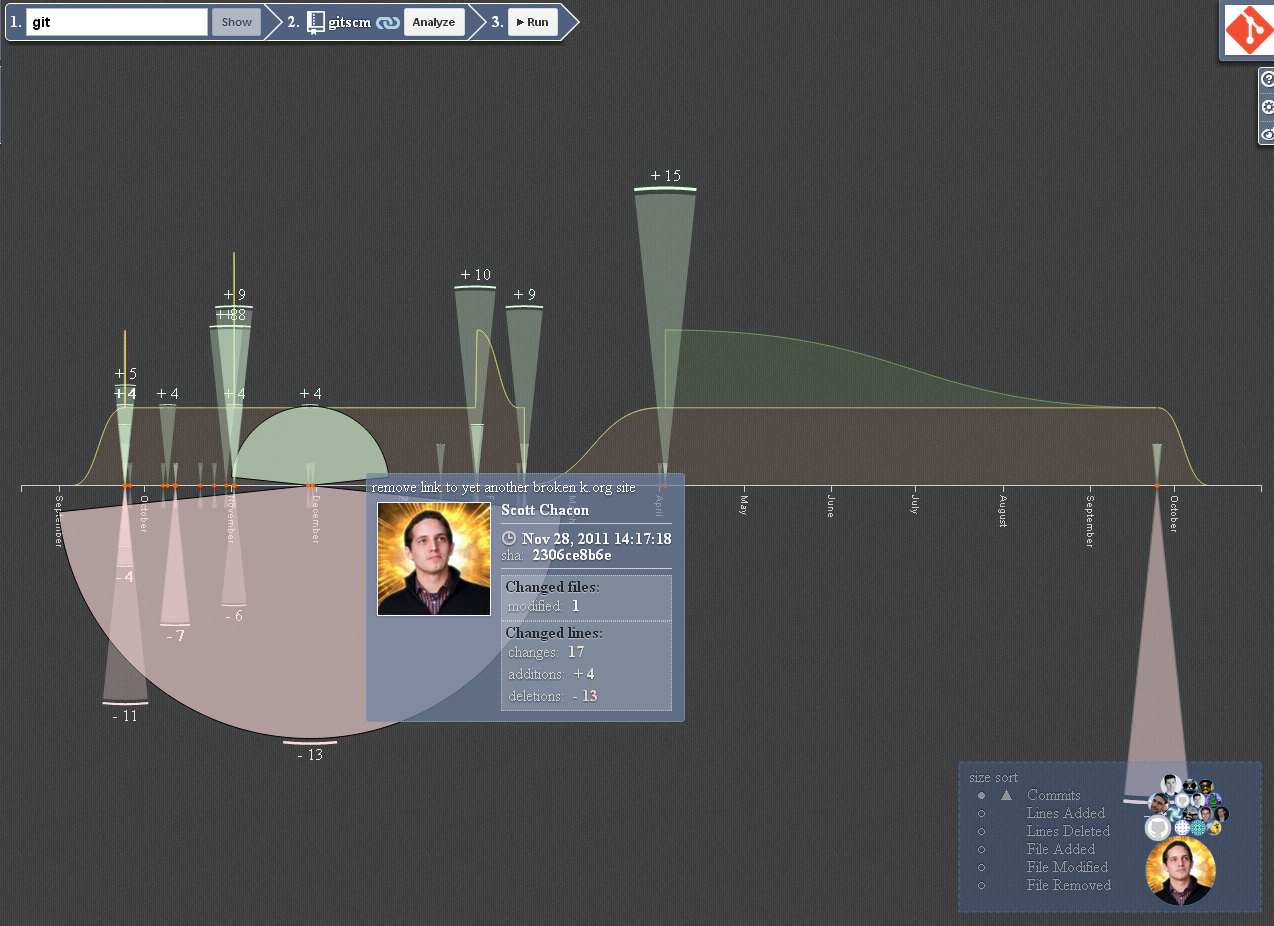 1. git Show 2. gitscm Analyze 3. Run
+ 15
+ 10
+ 9
+ 9
+ 5
+ 4
+ 4
+ 4
+ 4
September
October
November
December
April
May
June
July
August
September
October
remove link to yet another broken k.org site
Scott Chacon
Nov 28, 2011 14:17:18
sha: 2306ce8b6e
Changed files:
modified: 1
Changed lines:
changes: 17
additions: + 4
deletions: - 13
- 4
- 6
- 7
- 11
- 13
size sort
Commits
Lines Added
Lines Deleted
File Added
File Modified
File Removed